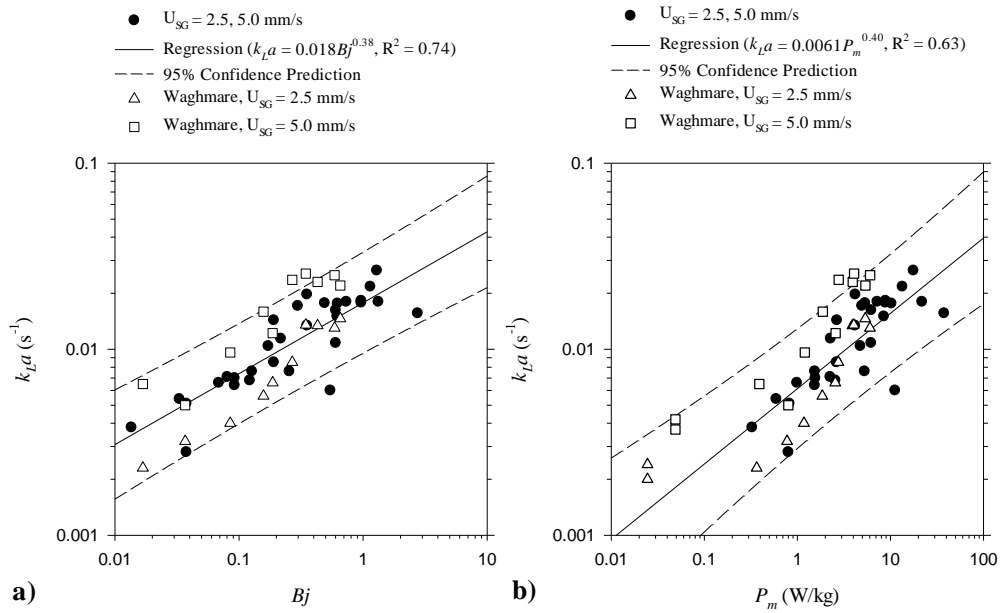 U_SG = 2.5, 5.0 mm/s
Regression (k_La = 0.018Bj^0.38, R² = 0.74)
95% Confidence Prediction
Waghmare, U_SG = 2.5 mm/s
Waghmare, U_SG = 5.0 mm/s
U_SG = 2.5, 5.0 mm/s
Regression (k_La = 0.0061P_m^0.40, R² = 0.63)
95% Confidence Prediction
Waghmare, U_SG = 2.5 mm/s
Waghmare, U_SG = 5.0 mm/s
0.1
0.01
0.001
k_La (s⁻¹)
0.01 0.1 1 10
a) Bj
0.1
0.01
0.001
k_La (s⁻¹)
0.01 0.1 1 10 100
b) P_m (W/kg)